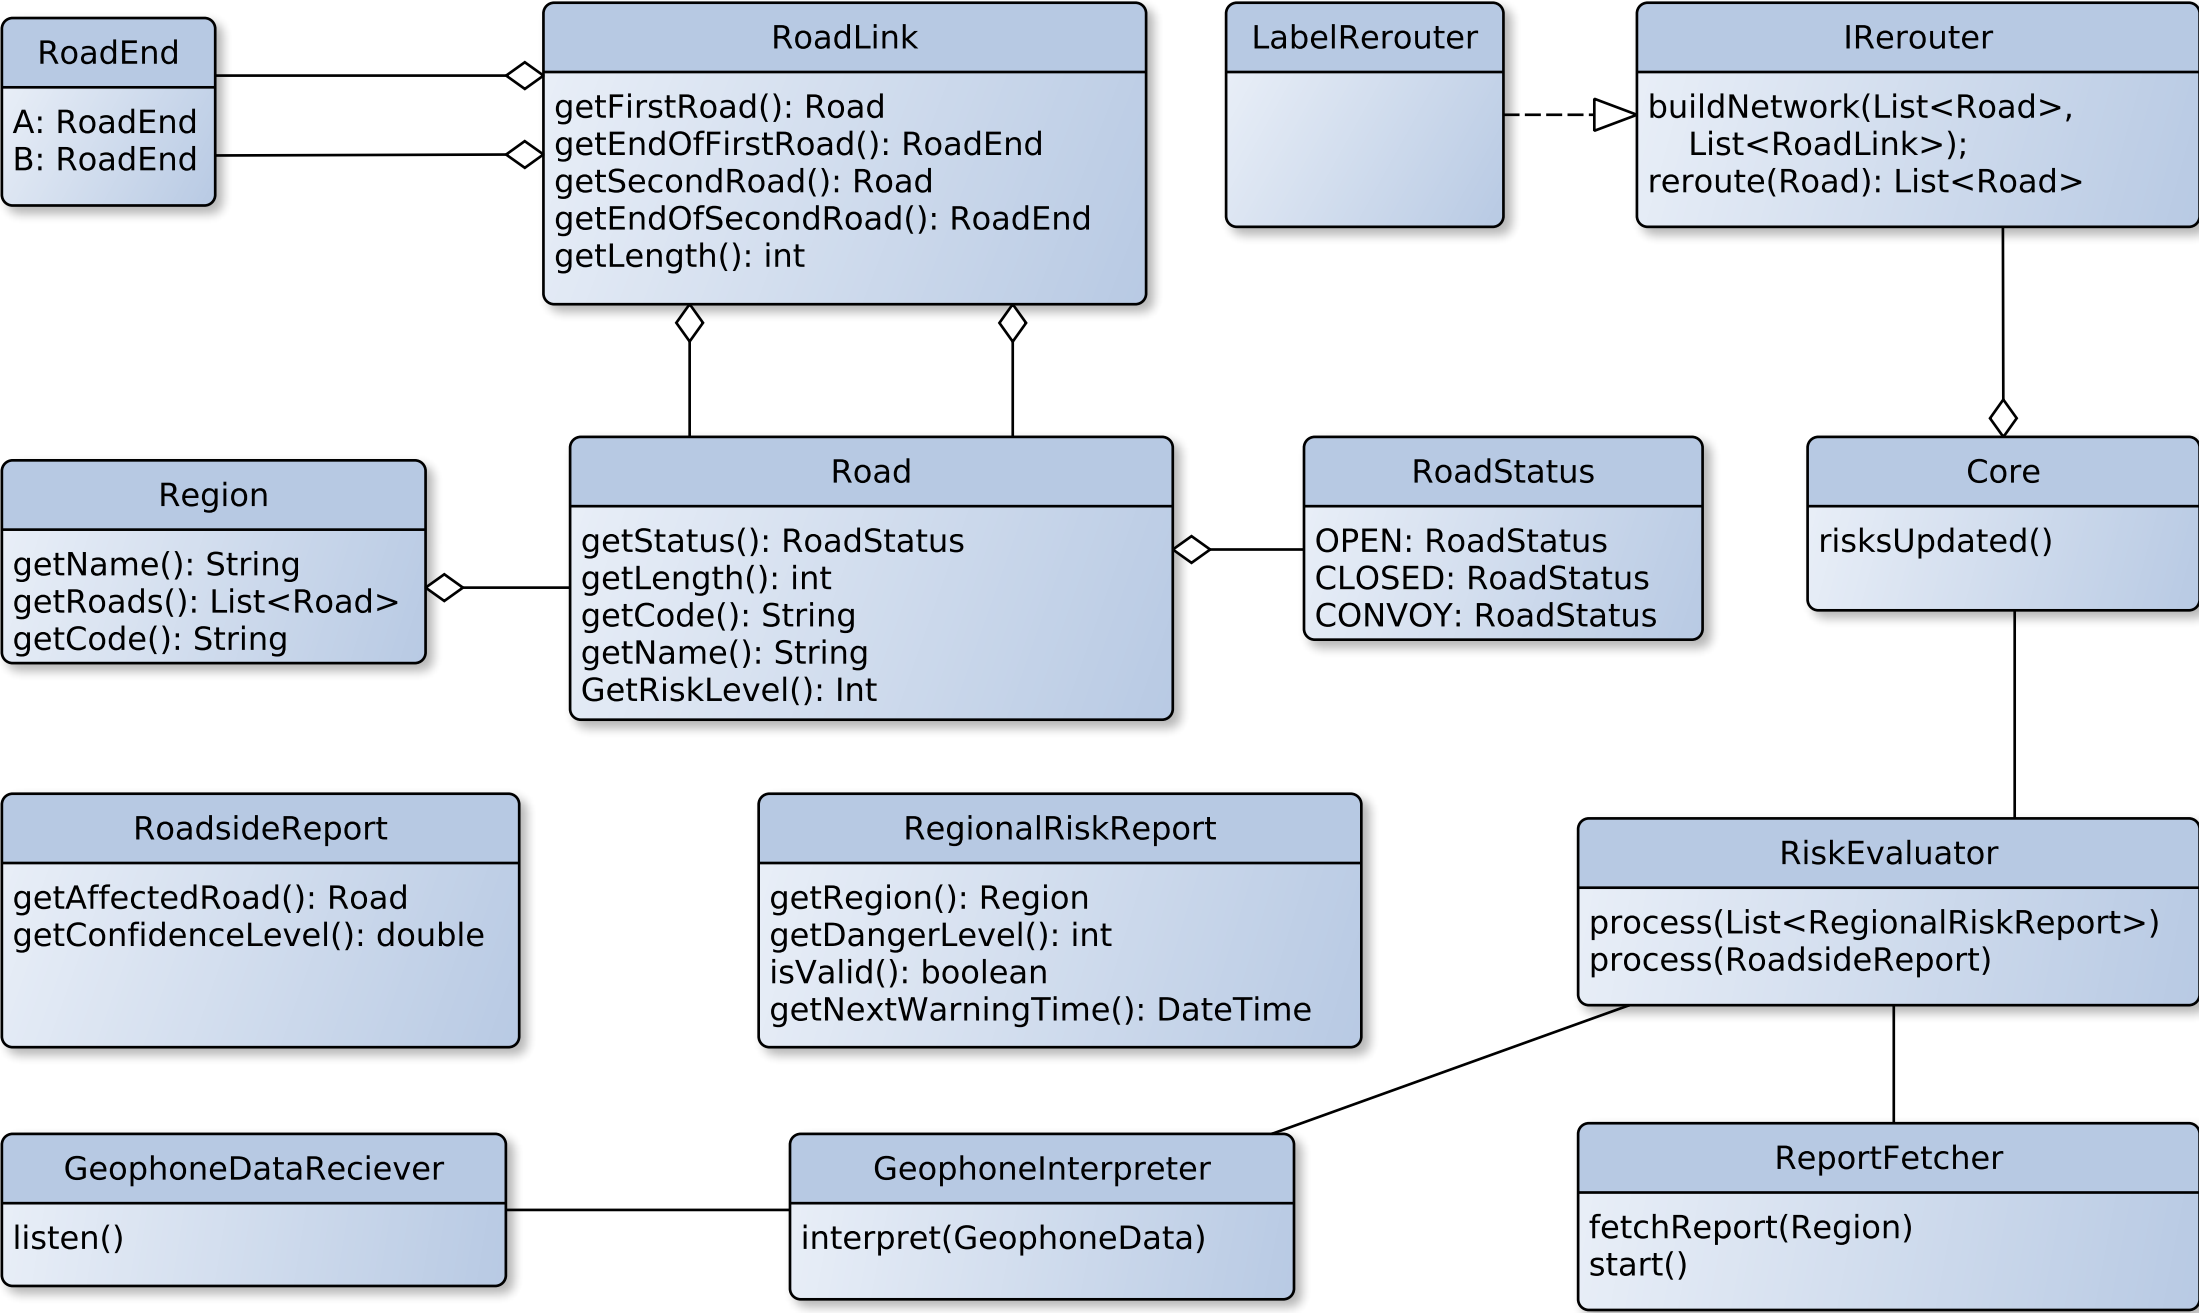 RoadEnd
A: RoadEnd
B: RoadEnd
RoadLink
getFirstRoad(): Road
getEndOfFirstRoad(): RoadEnd
getSecondRoad(): Road
getEndOfSecondRoad(): RoadEnd
getLength(): int
LabelRerouter
IRerouter
buildNetwork(List<Road>,
List<RoadLink>);
reroute(Road): List<Road>
Region
getName(): String
getRoads(): List<Road>
getCode(): String
Road
getStatus(): RoadStatus
getLength(): int
getCode(): String
getName(): String
GetRiskLevel(): Int
RoadStatus
OPEN: RoadStatus
CLOSED: RoadStatus
CONVOY: RoadStatus
Core
risksUpdated()
RoadsideReport
getAffectedRoad(): Road
getConfidenceLevel(): double
RegionalRiskReport
getRegion(): Region
getDangerLevel(): int
isValid(): boolean
getNextWarningTime(): DateTime
RiskEvaluator
process(List<RegionalRiskReport>)
process(RoadsideReport)
GeophoneDataReciever
listen()
GeophoneInterpreter
interpret(GeophoneData)
ReportFetcher
fetchReport(Region)
start()